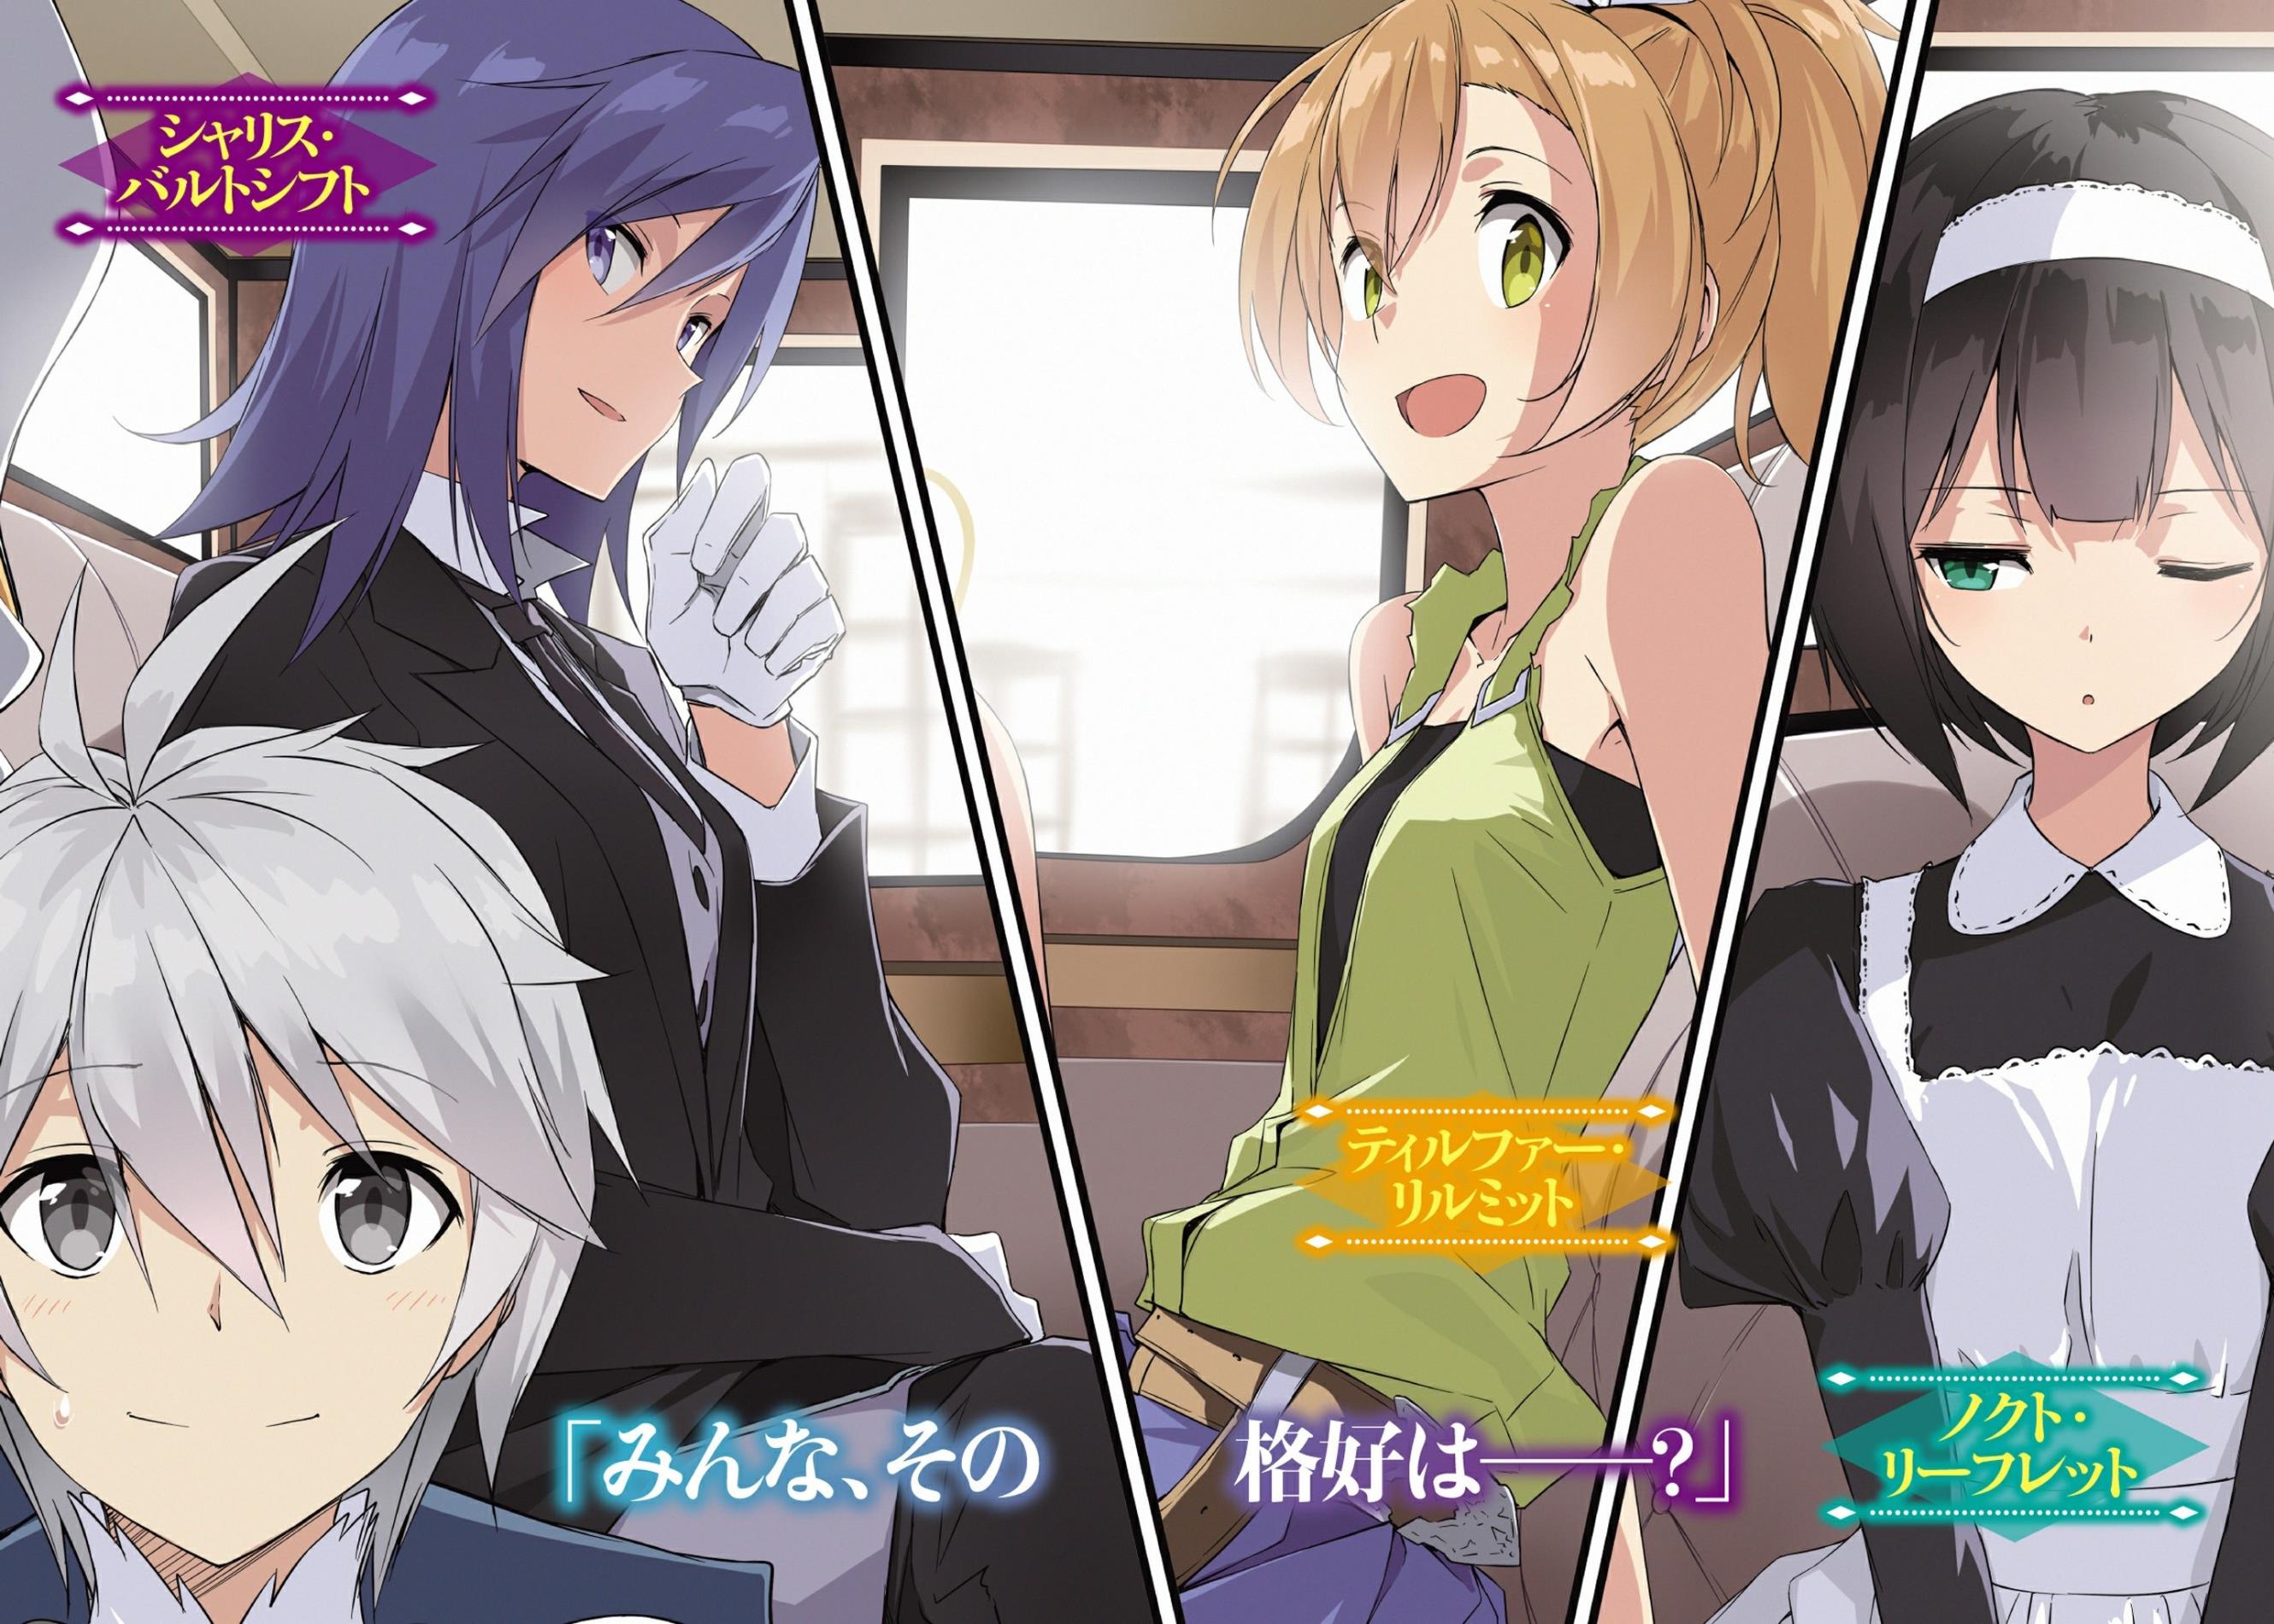 シャリス・
バルトシフト
ティルファー・
リルミット
ノクト・
リーフレット
「みんな、その格好は――？」